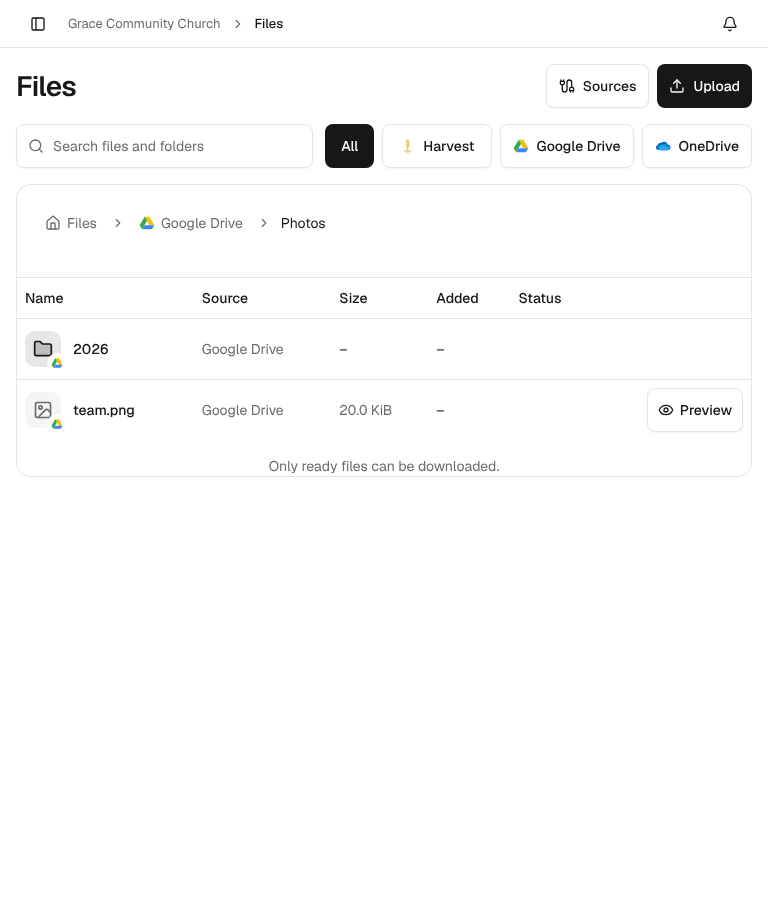 Grace Community Church > Files
Files
Sources
Upload
Search files and folders
All
Harvest
Google Drive
OneDrive
Files > Google Drive > Photos
Name Source Size Added Status
2026 Google Drive – –
team.png Google Drive 20.0 KiB – Preview
Only ready files can be downloaded.